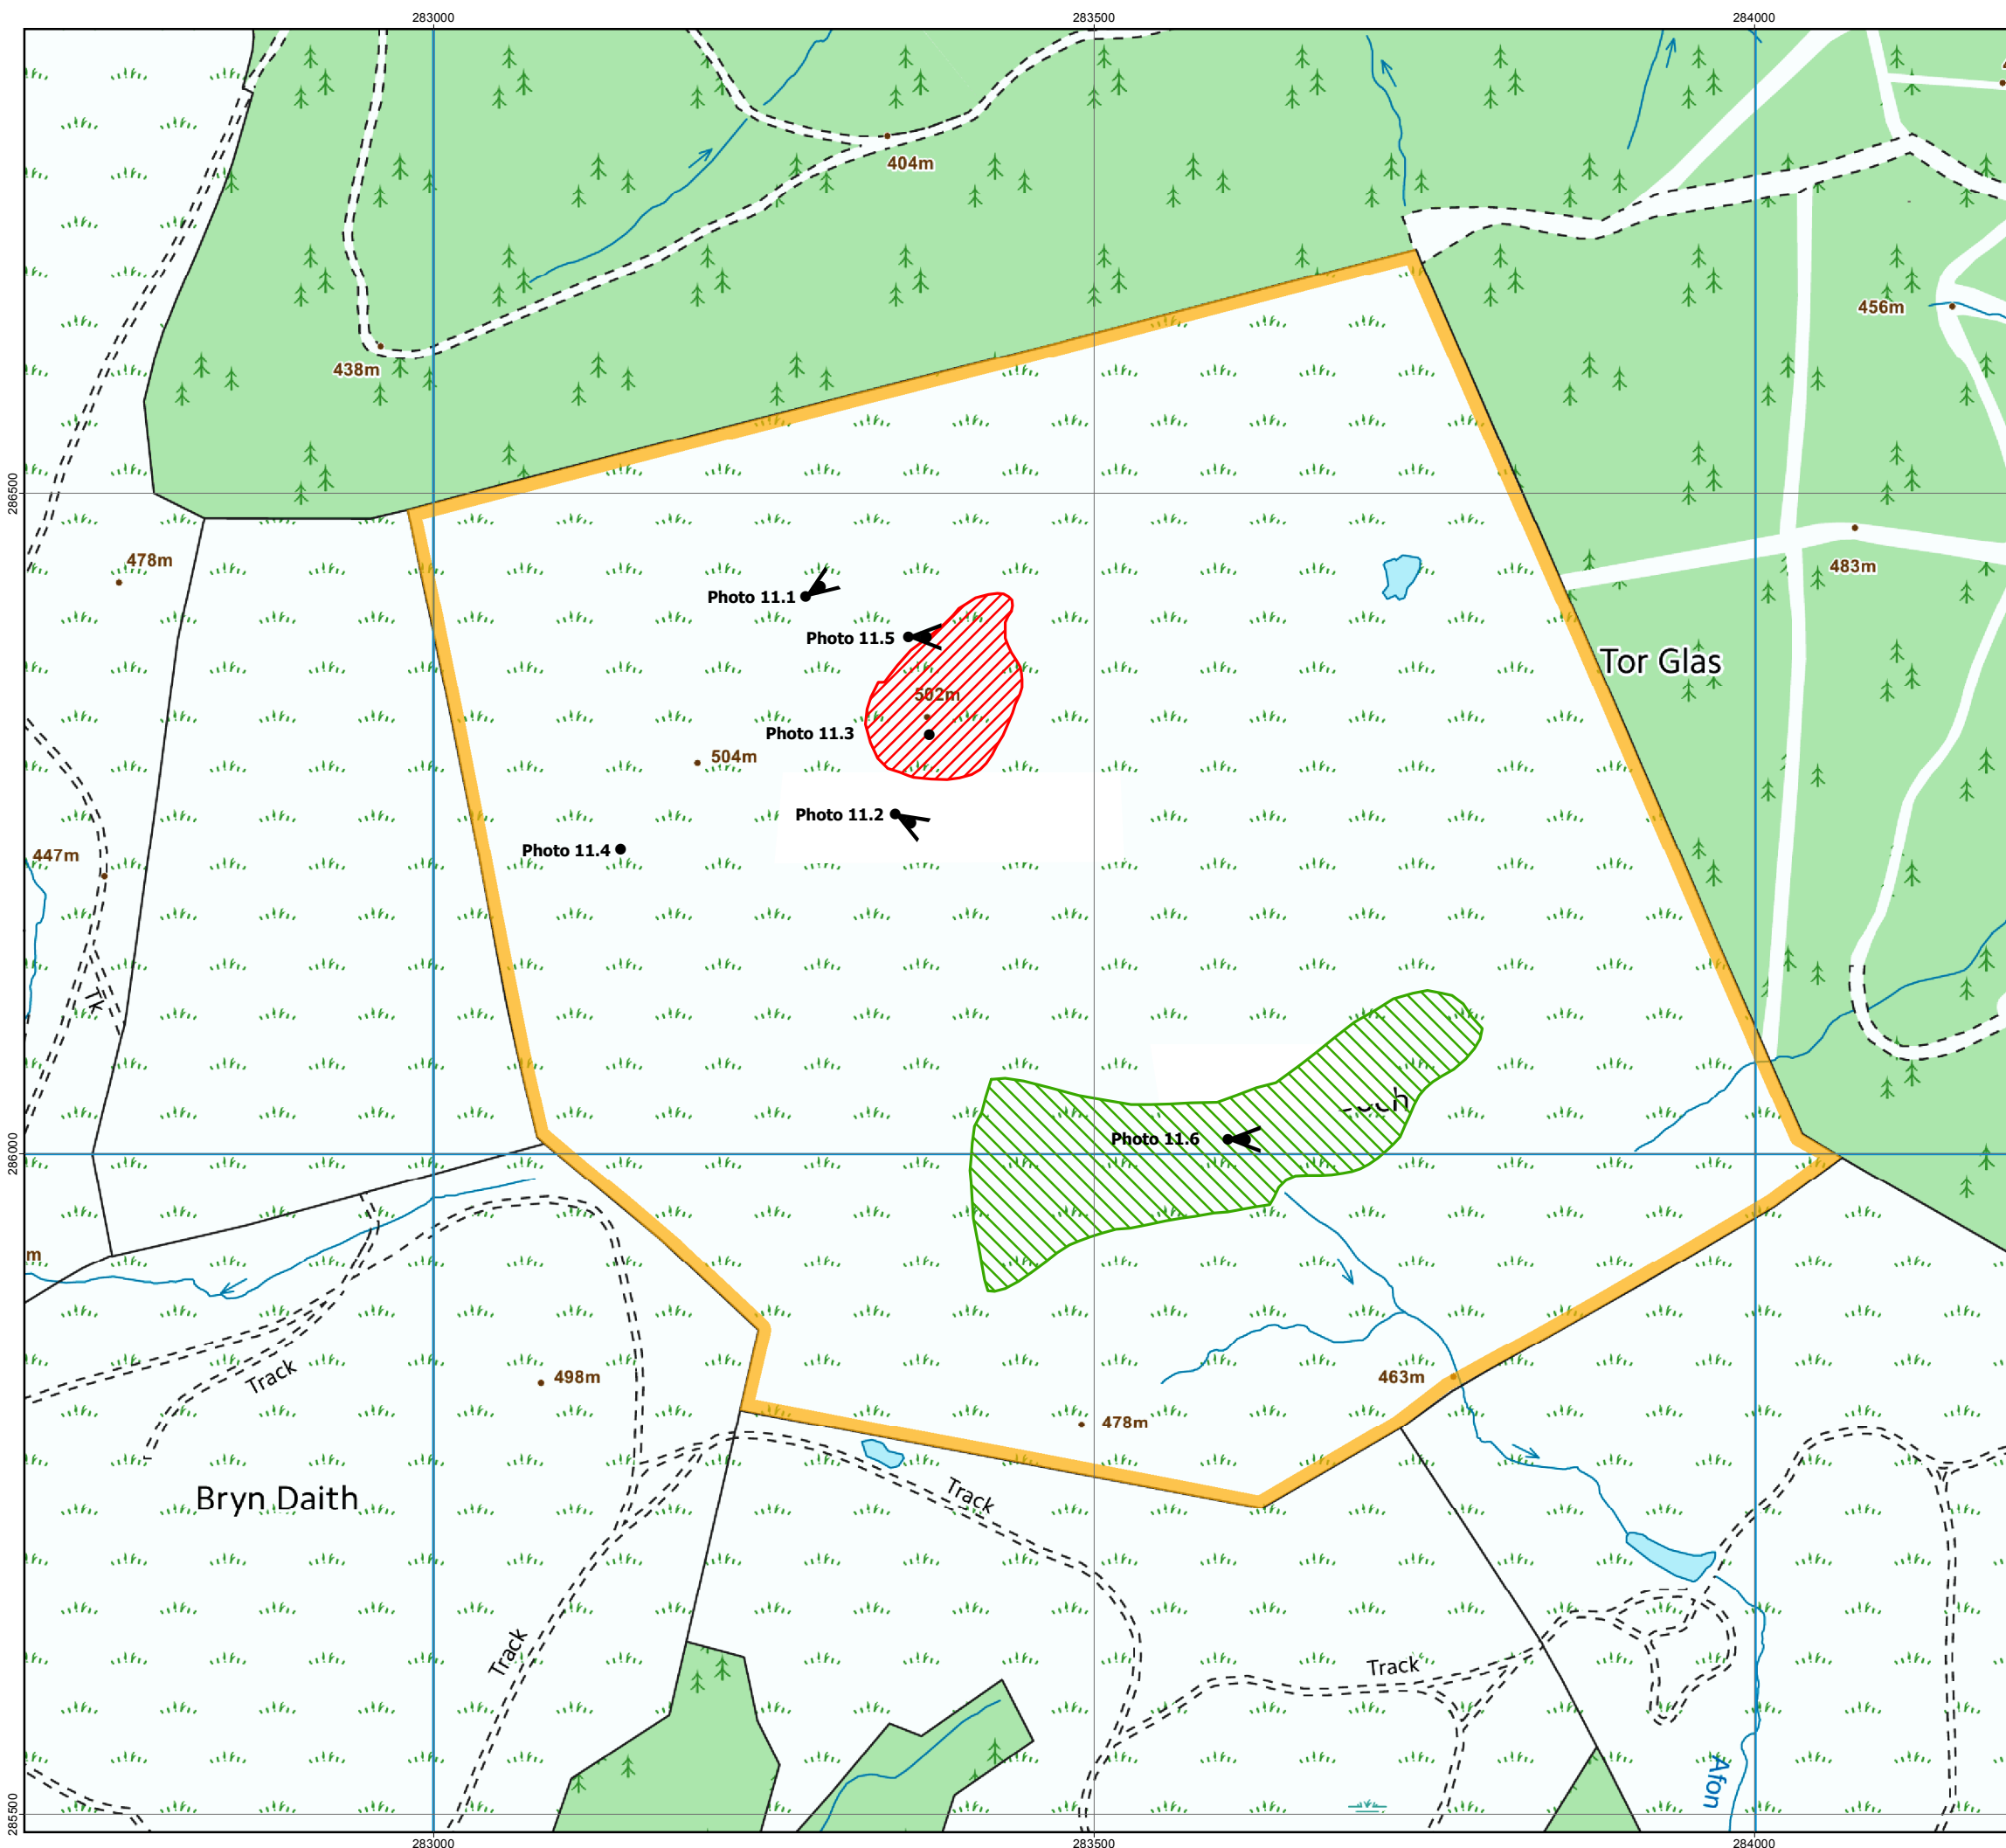 283000
283500
284000
404m
456m
438m
286500
478m
483m
Photo 11.1
Photo 11.5
Tor Glas
502m
Photo 11.3
504m
Photo 11.2
Photo 11.4
447m
Tk
Photo 11.6
286000
m
Track
498m
463m
478m
Bryn Daith
Track
Track
Track
Afon
285500
283000
283500
284000